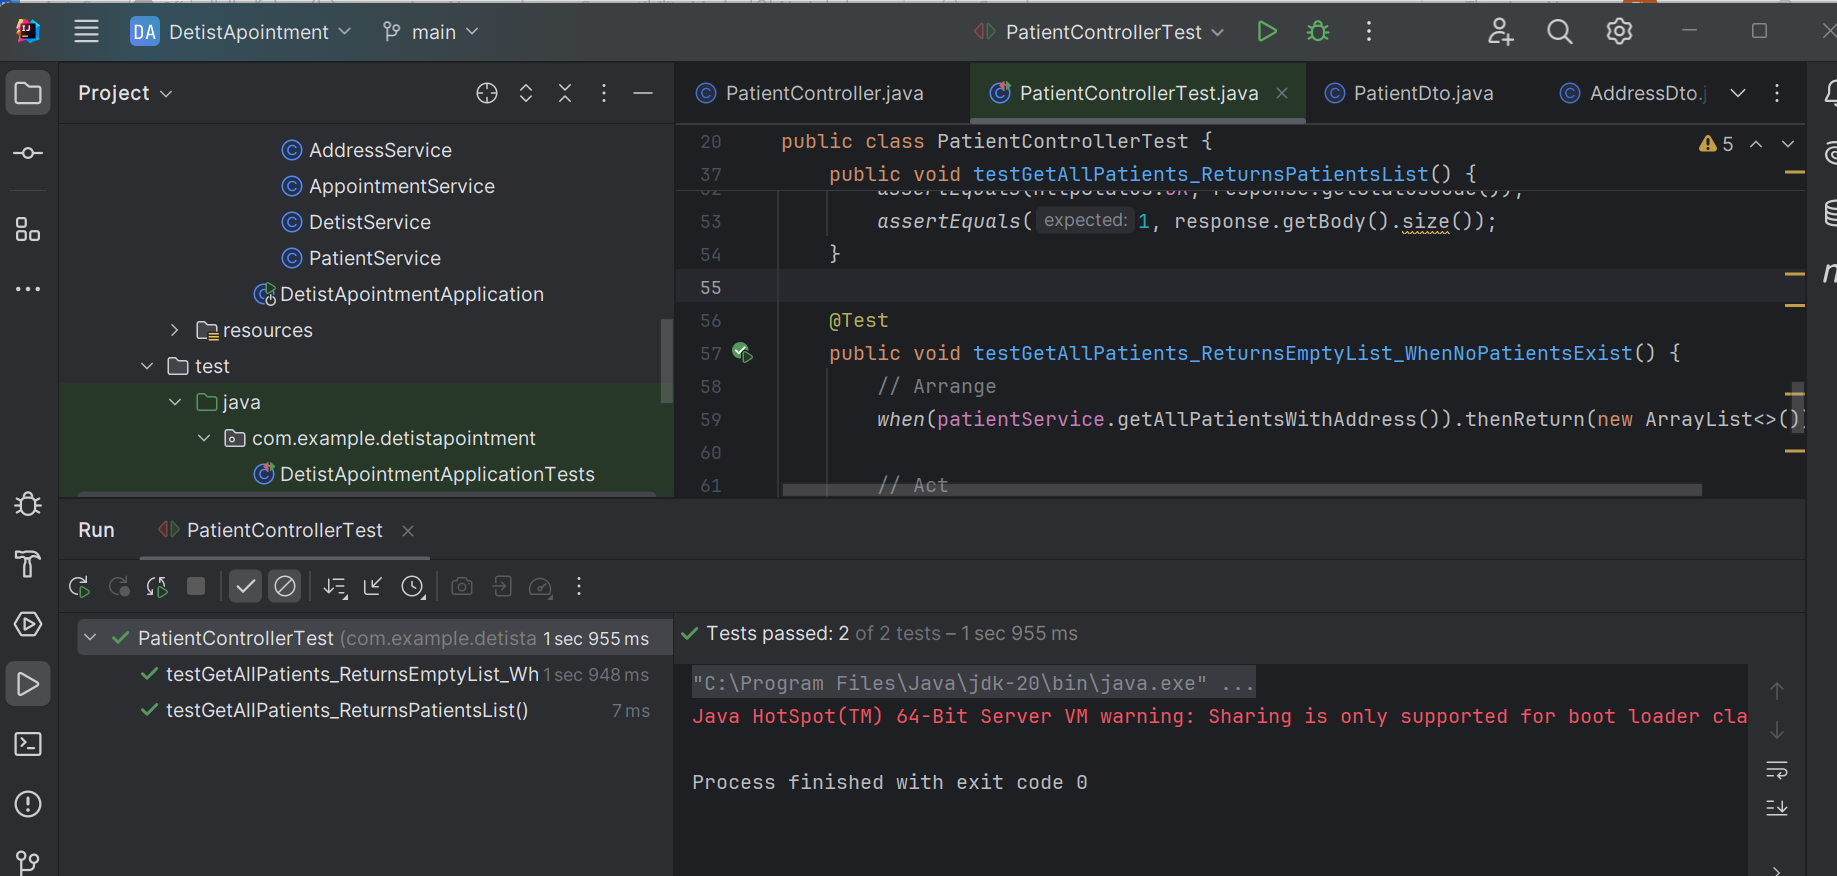 DA DetistApointment main PatientControllerTest
Project
PatientController.java PatientControllerTest.java PatientDto.java AddressDto.j
AddressService
AppointmentService
DetistService
PatientService
DetistApointmentApplication
resources
test
java
com.example.detistapointment
DetistApointmentApplicationTests
20 public class PatientControllerTest {
5
37 public void testGetAllPatients_ReturnsPatientsList() {
53 assertEquals( expected: 1, response.getBody().size());
54 }
55
56 @Test
57 public void testGetAllPatients_ReturnsEmptyList_WhenNoPatientsExist() {
58 // Arrange
59 when(patientService.getAllPatientsWithAddress()).thenReturn(new ArrayList<>()
60
61 // Act
Run PatientControllerTest
PatientControllerTest (com.example.detista 1 sec 955 ms
testGetAllPatients_ReturnsEmptyList_Wh 1 sec 948 ms
testGetAllPatients_ReturnsPatientsList() 7 ms
Tests passed: 2 of 2 tests – 1 sec 955 ms
"C:\Program Files\Java\jdk-20\bin\java.exe" ...
Java HotSpot(TM) 64-Bit Server VM warning: Sharing is only supported for boot loader cla
Process finished with exit code 0